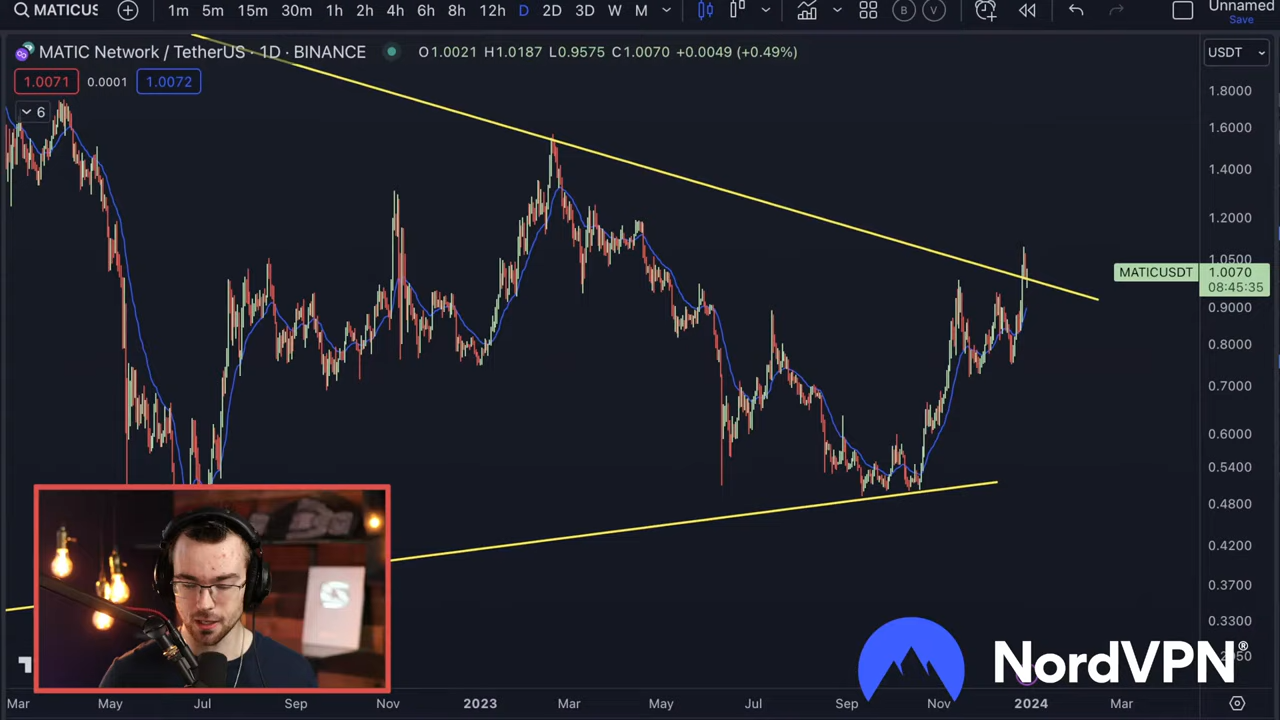 MATICUS 1m 5m 15m 30m 1h 2h 4h 6h 8h 12h D 2D 3D W M B V Unnamed
Save
MATIC Network / TetherUS · 1D · BINANCE O1.0021 H1.0187 L0.9575 C1.0070 +0.0049 (+0.49%) USDT
1.0071 0.0001 1.0072
6
1.8000
1.6000
1.4000
1.2000
1.0500
MATICUSDT 1.0070
08:45:35
0.9000
0.8000
0.7000
0.6000
0.5400
0.4800
0.4200
0.3700
0.3300
NordVPN®
Mar May Jul Sep Nov 2023 Mar May Jul Sep Nov 2024 Mar